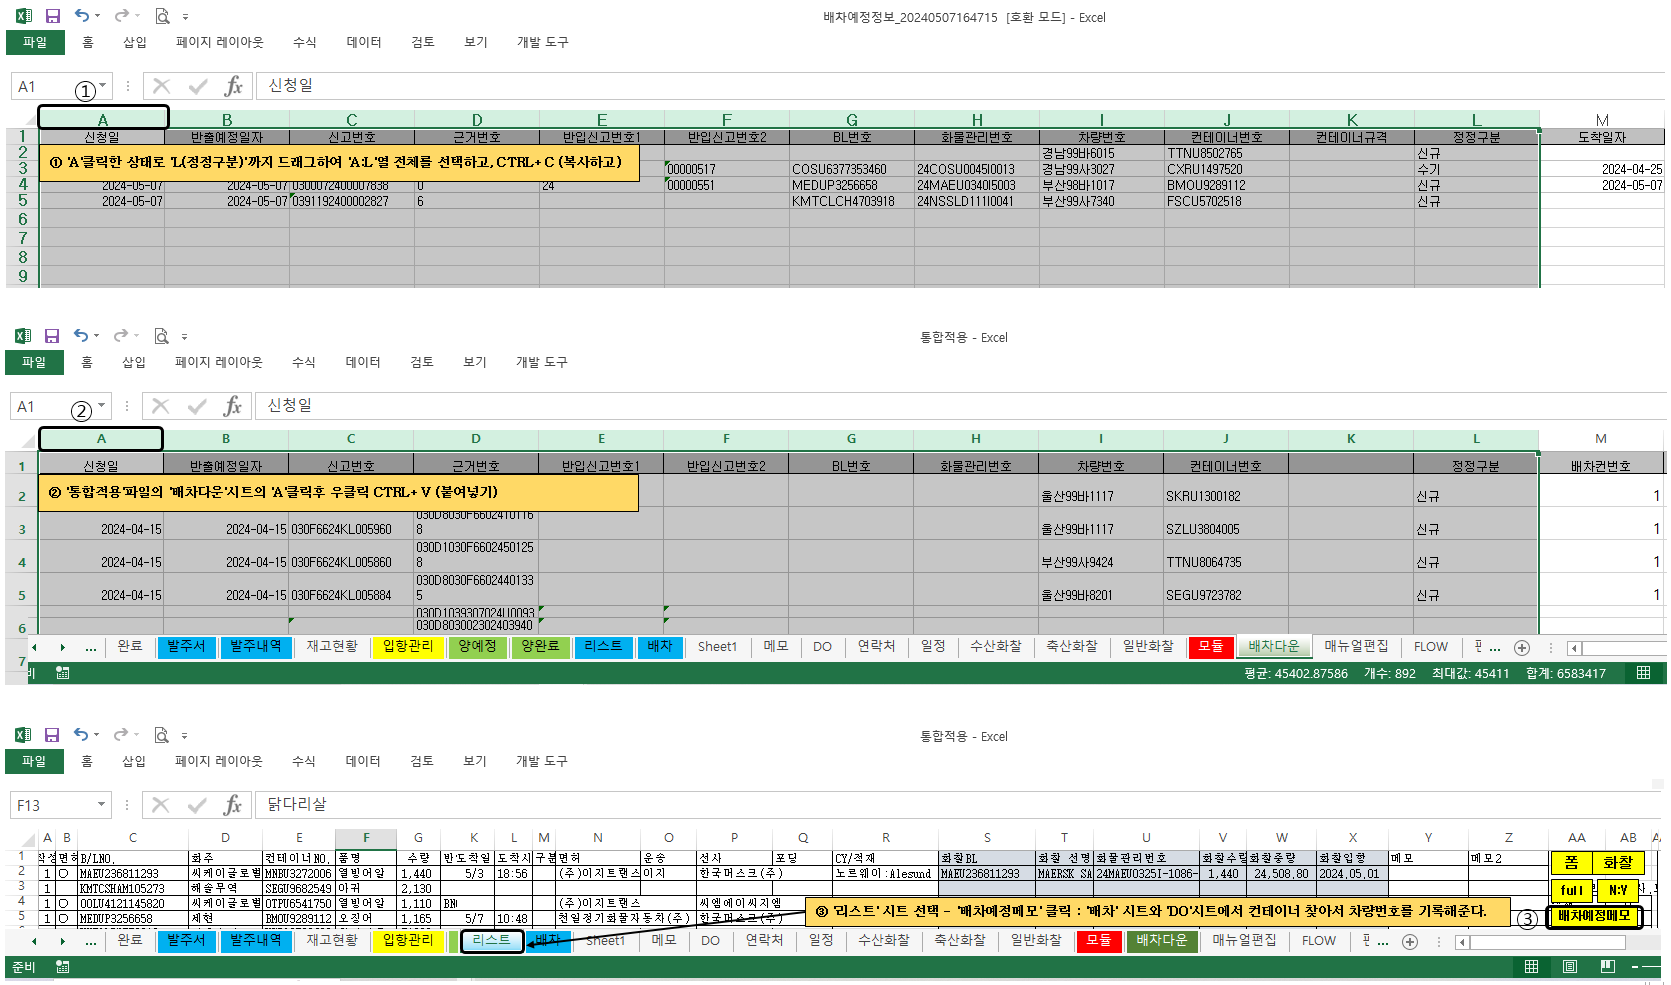 배차예정정보_20240507164715 [호환 모드] - Excel
파일 홈 삽입 페이지 레이아웃 수식 데이터 검토 보기 개발 도구
A1 ① fx 신청일
A B C D E F G H I J K L M
1 신청일 반출예정일자 신고번호 근거번호 반입신고번호1 반입신고번호2 BL번호 화물관리번호 차량번호 컨테이너번호 컨테이너규격 정정구분 도착일자
① 'A'클릭한 상태로 'L(정정구분)'까지 드래그하여 'A:L'열 전체를 선택하고, CTRL+ C (복사하고)
2 경남99바6015 TTNU8502765 신규
3 00000517 COSU6377353460 24COSU0045I0013 경남99사3027 CXRU1497520 수기 2024-04-25
4 2024-05-07 2024-05-07 0300072400007838 0 24 00000551 MEDUP3256658 24MAEU0340I5003 부산98바1017 BMOU9289112 신규 2024-05-07
5 2024-05-07 2024-05-07 0391192400002827 6 KMTCLCH4703918 24NSSLD111I0041 부산99사7340 FSCU5702518 신규
6
7
8
9
통합적용 - Excel
파일 홈 삽입 페이지 레이아웃 수식 데이터 검토 보기 개발 도구
A1 ② fx 신청일
A B C D E F G H I J K L M
1 신청일 반출예정일자 신고번호 근거번호 반입신고번호1 반입신고번호2 BL번호 화물관리번호 차량번호 컨테이너번호 정정구분 배차컨번호
② '통합적용'파일의 '배차다운'시트의 'A'클릭후 우클릭 CTRL+ V (붙여넣기)
2 울산99바1117 SKRU1300182 신규 1
3 2024-04-15 2024-04-15 030F6624KL005960 030D8030F66024101168 울산99바1117 SZLU3804005 신규 1
4 2024-04-15 2024-04-15 030F6624KL005860 030D1030F66024501258 부산99사9424 TTNU8064735 신규 1
5 2024-04-15 2024-04-15 030F6624KL005884 030D8030F66024401335 울산99바8201 SEGU9723782 신규 1
6 030D1039307024U0093
030D803002302403940
7
... 완료 발주서 발주내역 재고현황 입항관리 양예정 양완료 리스트 배차 Sheet1 메모 DO 연락처 일정 수산화찰 축산화찰 일반화찰 모듈 배차다운 매뉴얼편집 FLOW ...
평균: 45402.87586 개수: 892 최대값: 45411 합계: 6583417
통합적용 - Excel
파일 홈 삽입 페이지 레이아웃 수식 데이터 검토 보기 개발 도구
F13 fx 닭다리살
A B C D E F G K L M N O P Q R S T U V W X Y Z AA AB
1 B/LNO. 화주 컨테이너NO. 품명 수량 반도착일 도착시 구분 면허 운송 선사 포딩 CY/적재 화찰BL 화찰 선명 화물관리번호 화찰수량 화찰중량 화찰입항 메모 메모2 폼 화찰
2 1 O MAEU236811293 씨케이글로벌 MNBU3272006 열빙어알 1,440 5/3 18:56 (주)이지트랜스 이지 한국머스크(주) 노르웨이:Alesund MAEU236811293 MAERSK SA 24MAEU0325I-1086- 1,440 24,508.80 2024.05.01
3 1 KMTCSHAM105273 해솔무역 SEGU9682549 아귀 2,130 full N:Y
4 1 O OOLU4121145820 씨케이글로벌 OTPU6541750 열빙어알 1,110 BN (주)이지트랜스 씨엠에이씨지엠
5 1 O MEDUP3256658 세현 BMOU9289112 오징어 1,165 5/7 10:48 천일정기화물자동차(주) 한국머스크(주)
③ '리스트' 시트 선택 - '배차예정메모' 클릭 : '배차' 시트와 'DO'시트에서 컨테이너 찾아서 차량번호를 기록해준다.
③ 배차예정메모
... 완료 발주서 발주내역 재고현황 입항관리 리스트 배차 Sheet1 메모 DO 연락처 일정 수산화찰 축산화찰 일반화찰 모듈 배차다운 매뉴얼편집 FLOW ...
준비